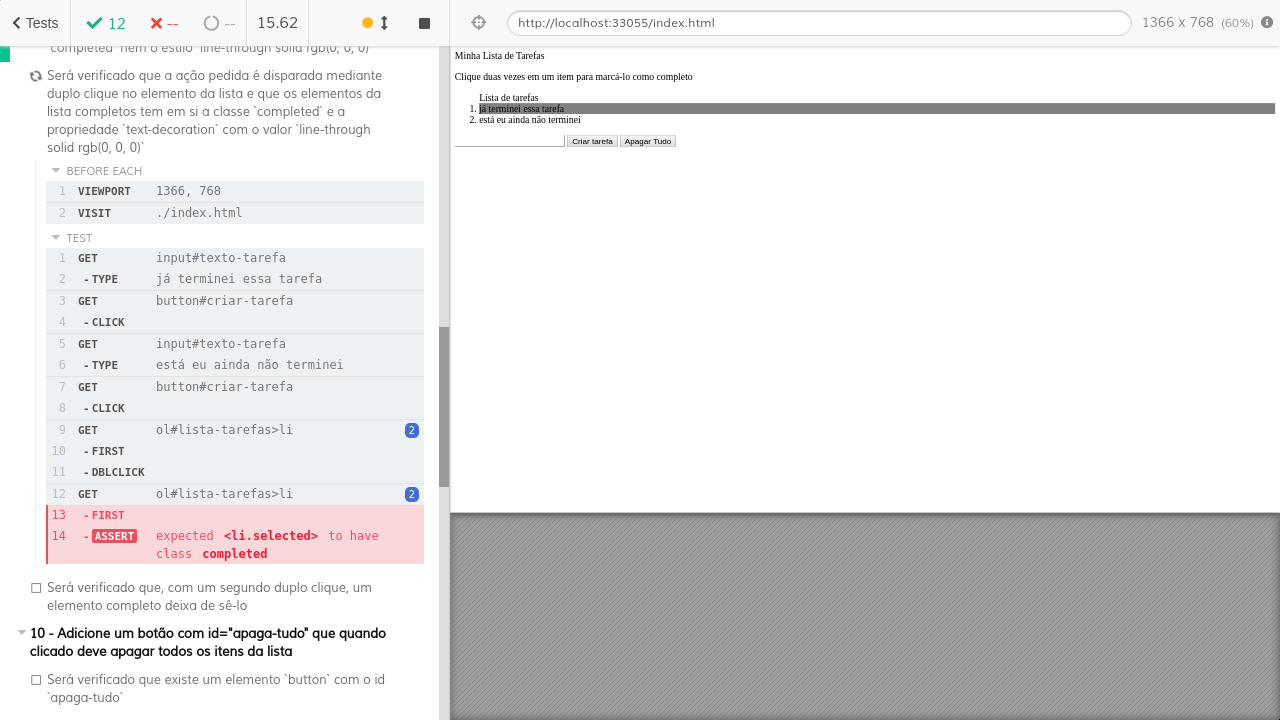 Tests
12
--
--
15.62
http://localhost:33055/index.html
1366 x 768 (60%)
`completed` nem o estilo `line-through solid rgb(0, 0, 0)`
Será verificado que a ação pedida é disparada mediante
duplo clique no elemento da lista e que os elementos da
lista completos tem em si a classe `completed` e a
propriedade `text-decoration` com o valor `line-through
solid rgb(0, 0, 0)`
BEFORE EACH
1 VIEWPORT 1366, 768
2 VISIT ./index.html
TEST
1 GET input#texto-tarefa
2 -TYPE já terminei essa tarefa
3 GET button#criar-tarefa
4 -CLICK
5 GET input#texto-tarefa
6 -TYPE está eu ainda não terminei
7 GET button#criar-tarefa
8 -CLICK
9 GET ol#lista-tarefas>li 2
10 -FIRST
11 -DBLCLICK
12 GET ol#lista-tarefas>li 2
13 -FIRST
14 -ASSERT expected <li.selected> to have
class completed
Será verificado que, com um segundo duplo clique, um
elemento completo deixa de sê-lo
10 - Adicione um botão com id="apaga-tudo" que quando
clicado deve apagar todos os itens da lista
Será verificado que existe um elemento `button` com o id
`apaga-tudo`
Minha Lista de Tarefas
Clique duas vezes em um item para marcá-lo como completo
Lista de tarefas
1. já terminei essa tarefa
2. está eu ainda não terminei
Criar tarefa
Apagar Tudo